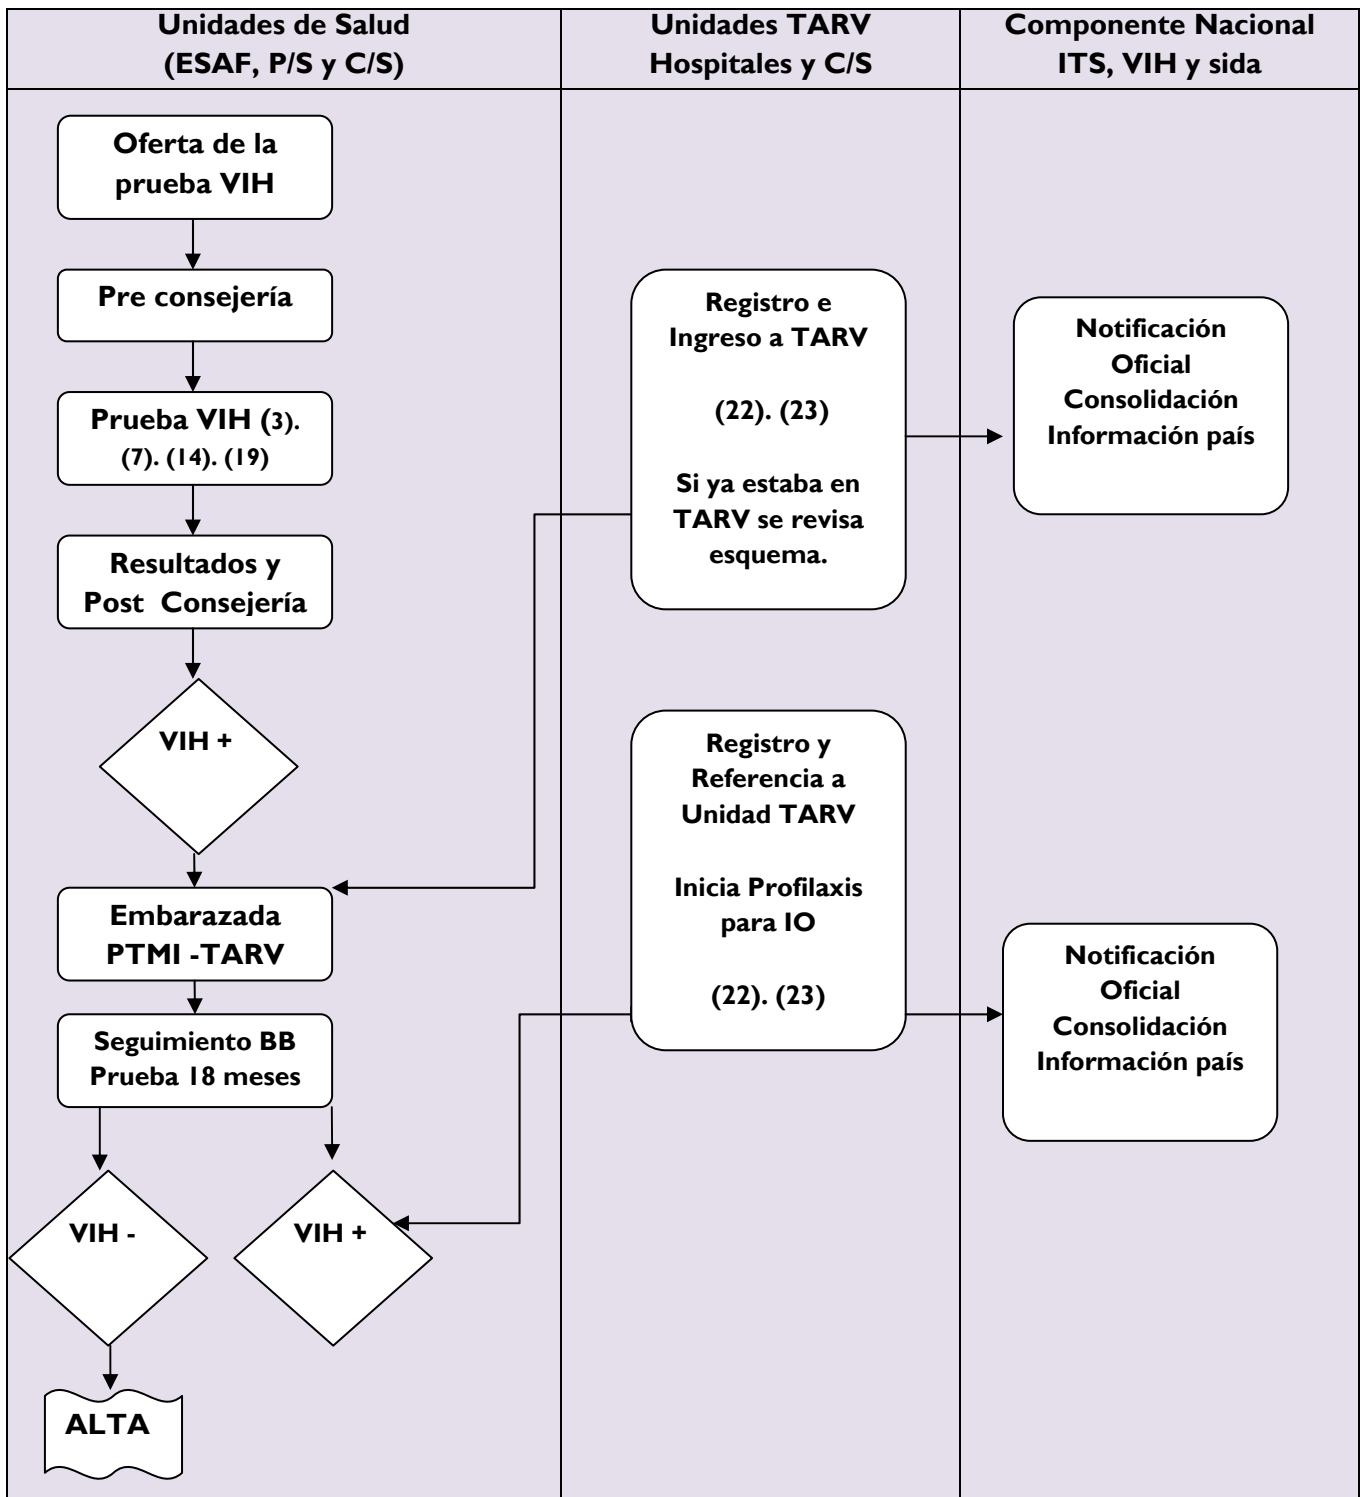 Unidades de Salud
(ESAF, P/S y C/S)
Unidades TARV
Hospitales y C/S
Componente Nacional
ITS, VIH y sida
Oferta de la
prueba VIH
Pre consejería
Prueba VIH (3).
(7). (14). (19)
Resultados y
Post Consejería
VIH +
Embarazada
PTMI -TARV
Seguimiento BB
Prueba 18 meses
VIH -
VIH +
ALTA
Registro e
Ingreso a TARV
(22). (23)
Si ya estaba en
TARV se revisa
esquema.
Registro y
Referencia a
Unidad TARV
Inicia Profilaxis
para IO
(22). (23)
Notificación
Oficial
Consolidación
Información país
Notificación
Oficial
Consolidación
Información país